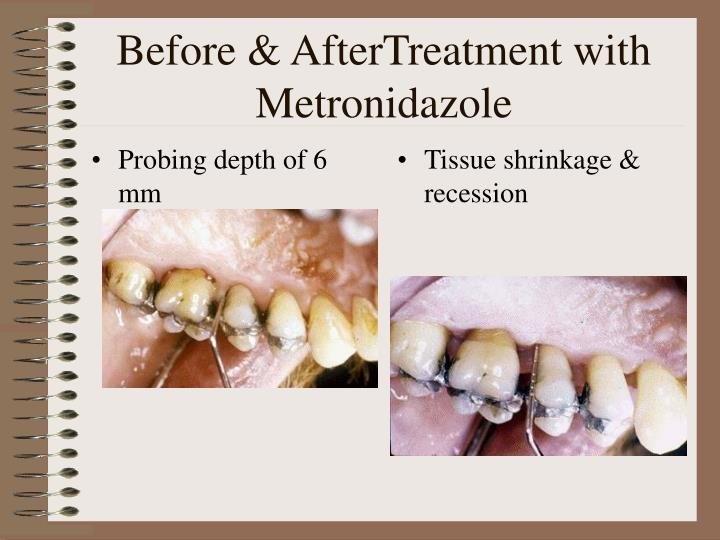 Before & AfterTreatment with
Metronidazole
• Probing depth of 6
mm
• Tissue shrinkage &
recession